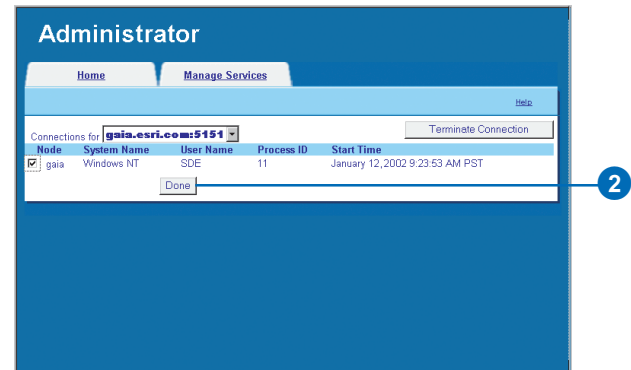 Administrator
Home Manage Services
Help
Connections for gaia.esri.com:5151 Terminate Connection
Node System Name User Name Process ID Start Time
gaia Windows NT SDE 11 January 12, 2002 9:23:53 AM PST
Done
2